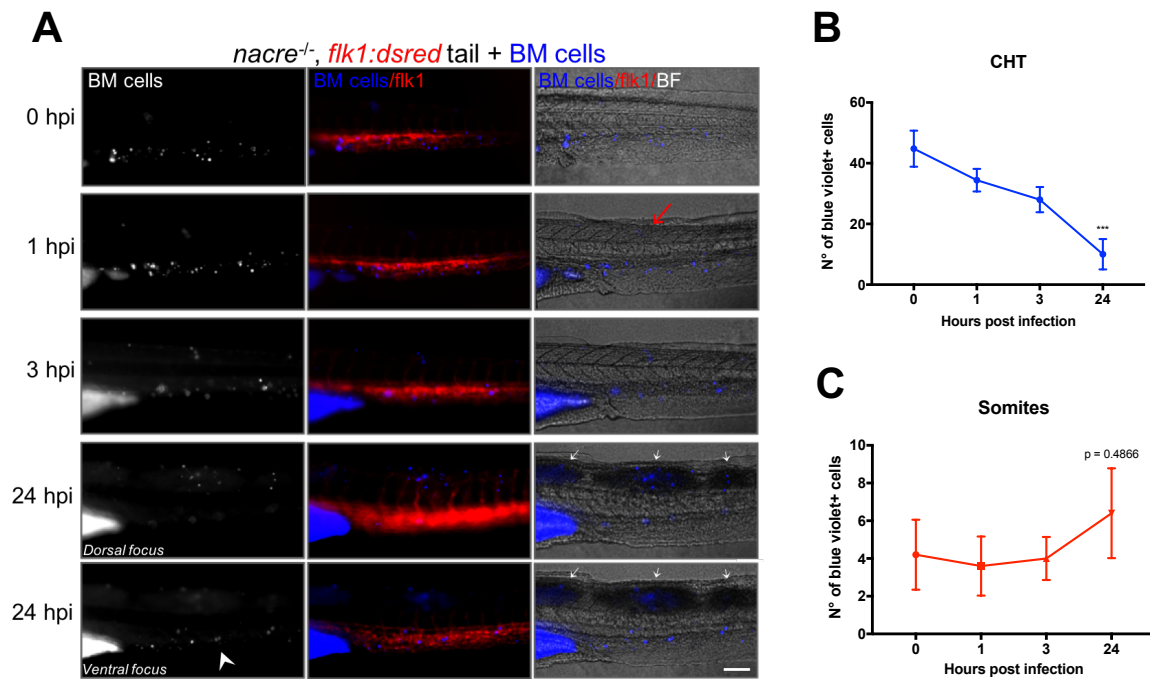 A
nacre-/-, flk1:dsred tail + BM cells
BM cells
BM cells/flk1
BM cells/flk1/BF
0 hpi
1 hpi
3 hpi
24 hpi
Dorsal focus
24 hpi
Ventral focus
B
CHT
N° of blue violet+ cells
60
40
20
0
***
0 1 3 24
Hours post infection
C
Somites
N° of blue violet+ cells
10
8
6
4
2
0
p = 0.4866
0 1 3 24
Hours post infection